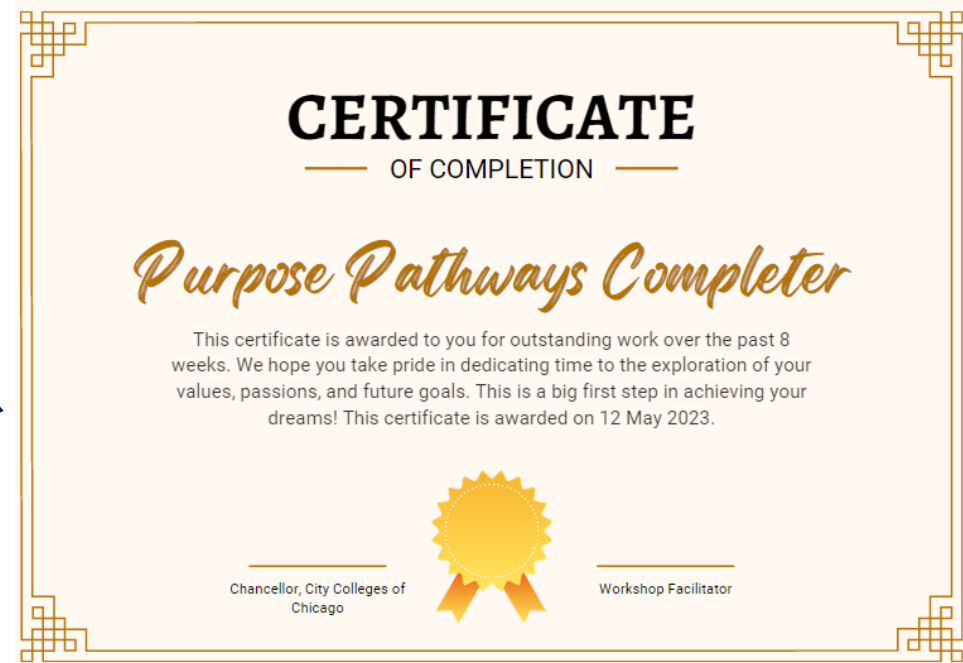 CERTIFICATE
OF COMPLETION
Purpose Pathways Completer
This certificate is awarded to you for outstanding work over the past 8
weeks. We hope you take pride in dedicating time to the exploration of your
values, passions, and future goals. This is a big first step in achieving your
dreams! This certificate is awarded on 12 May 2023.
Chancellor, City Colleges of
Chicago
Workshop Facilitator